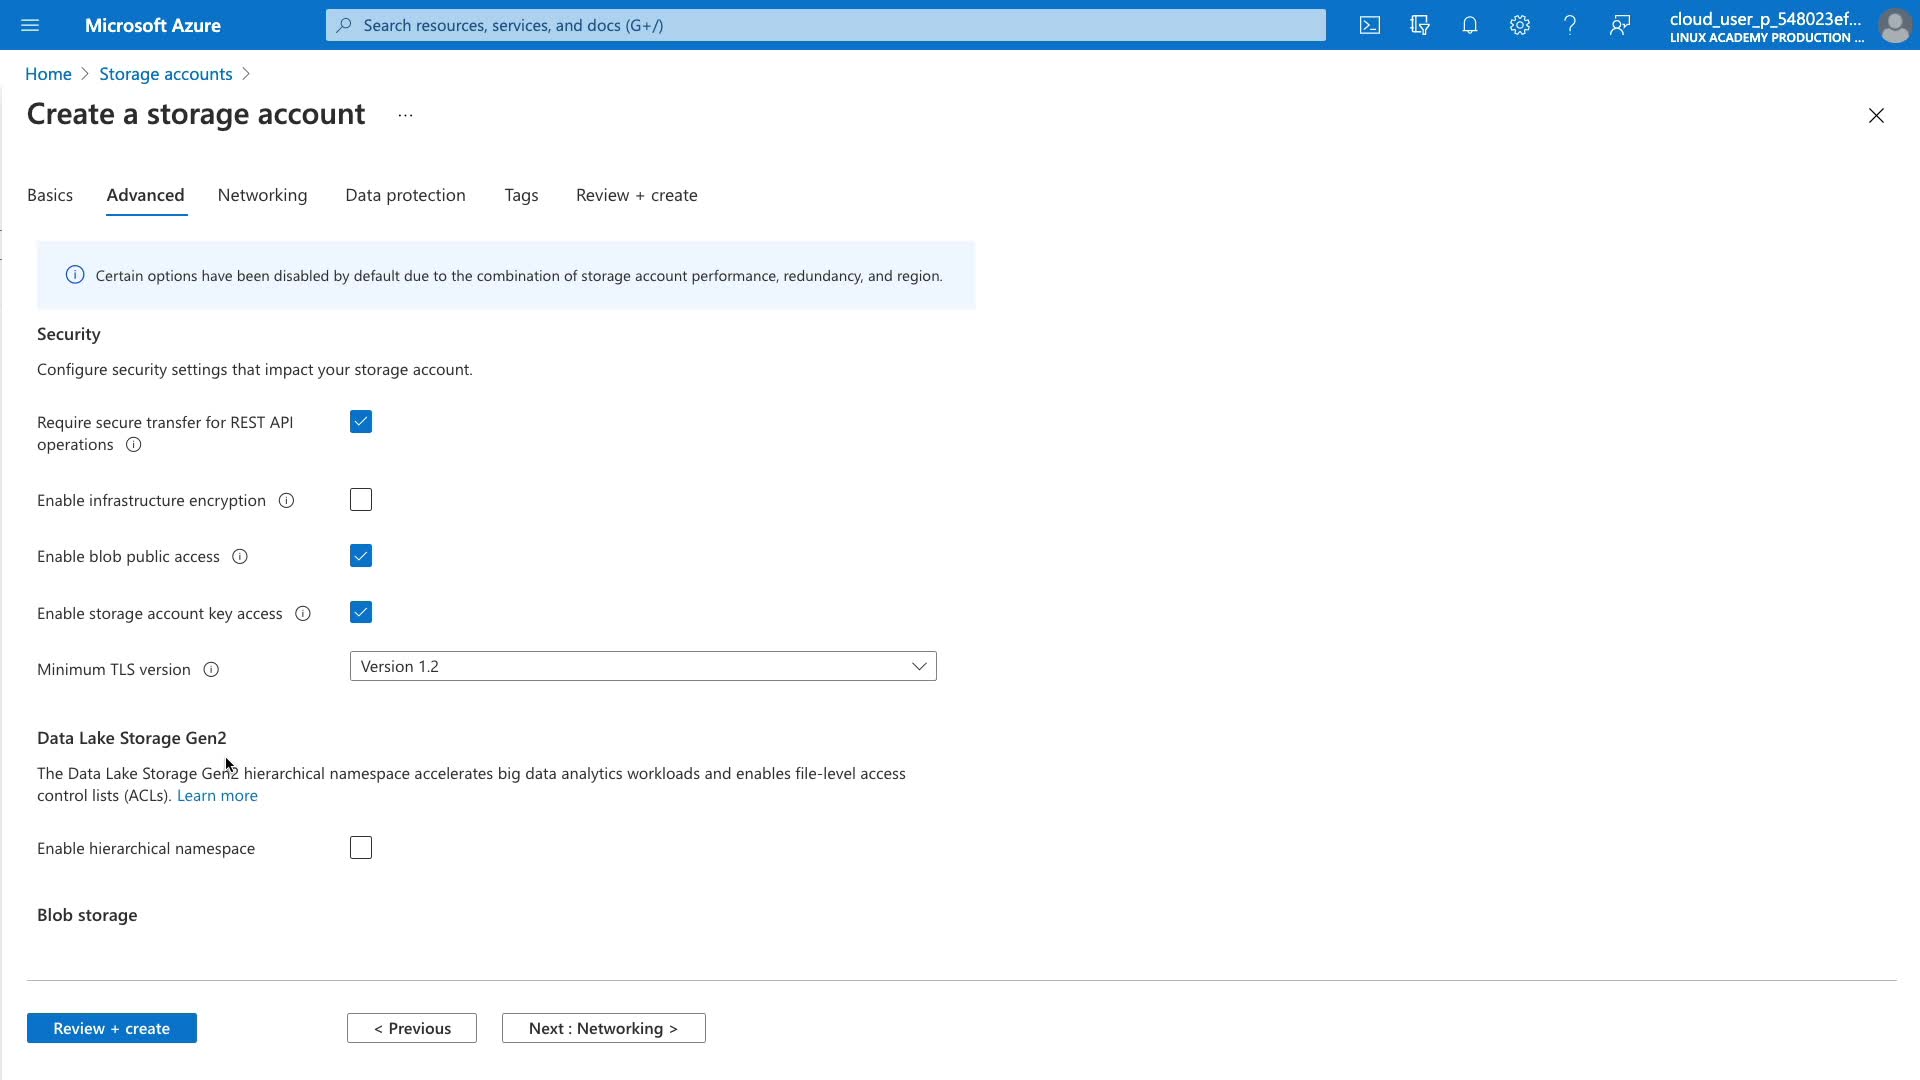 Microsoft Azure
Search resources, services, and docs (G+/)
cloud_user_p_548023ef...
LINUX ACADEMY PRODUCTION ...
Home > Storage accounts >
Create a storage account ...
Basics Advanced Networking Data protection Tags Review + create
Certain options have been disabled by default due to the combination of storage account performance, redundancy, and region.
Security
Configure security settings that impact your storage account.
Require secure transfer for REST API
operations
Enable infrastructure encryption
Enable blob public access
Enable storage account key access
Minimum TLS version
Version 1.2
Data Lake Storage Gen2
The Data Lake Storage Gen2 hierarchical namespace accelerates big data analytics workloads and enables file-level access
control lists (ACLs). Learn more
Enable hierarchical namespace
Blob storage
Review + create < Previous Next : Networking >